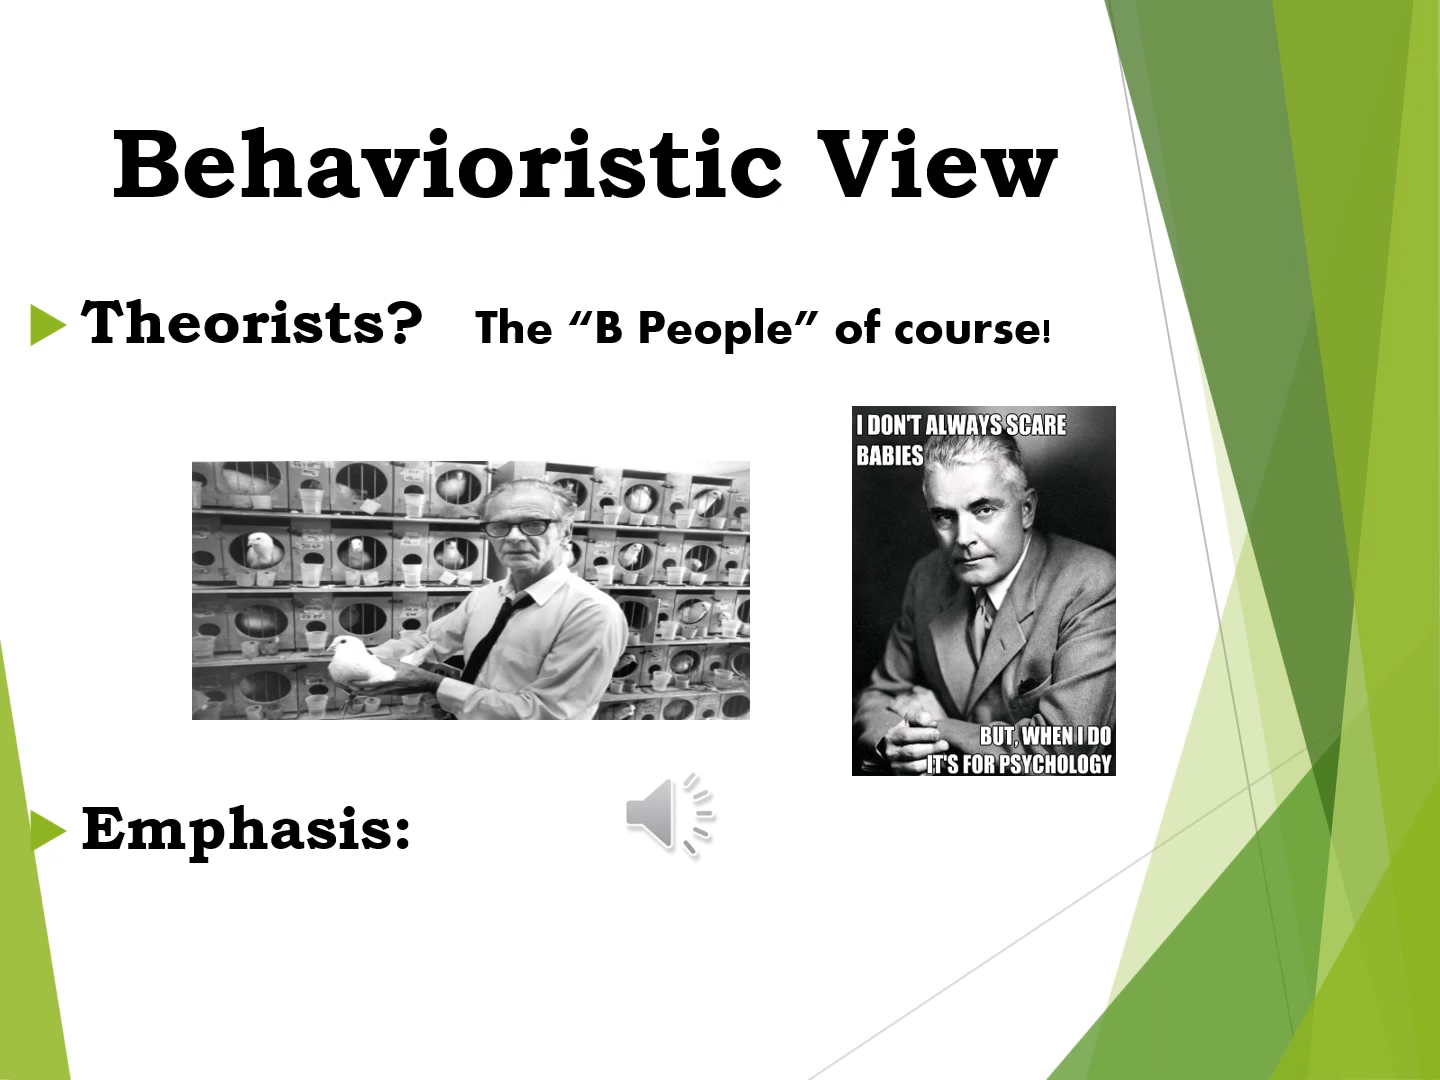 Behavioristic View
Theorists? The “B People” of course!
I DON'T ALWAYS SCARE
BABIES
BUT, WHEN I DO
IT'S FOR PSYCHOLOGY
Emphasis: